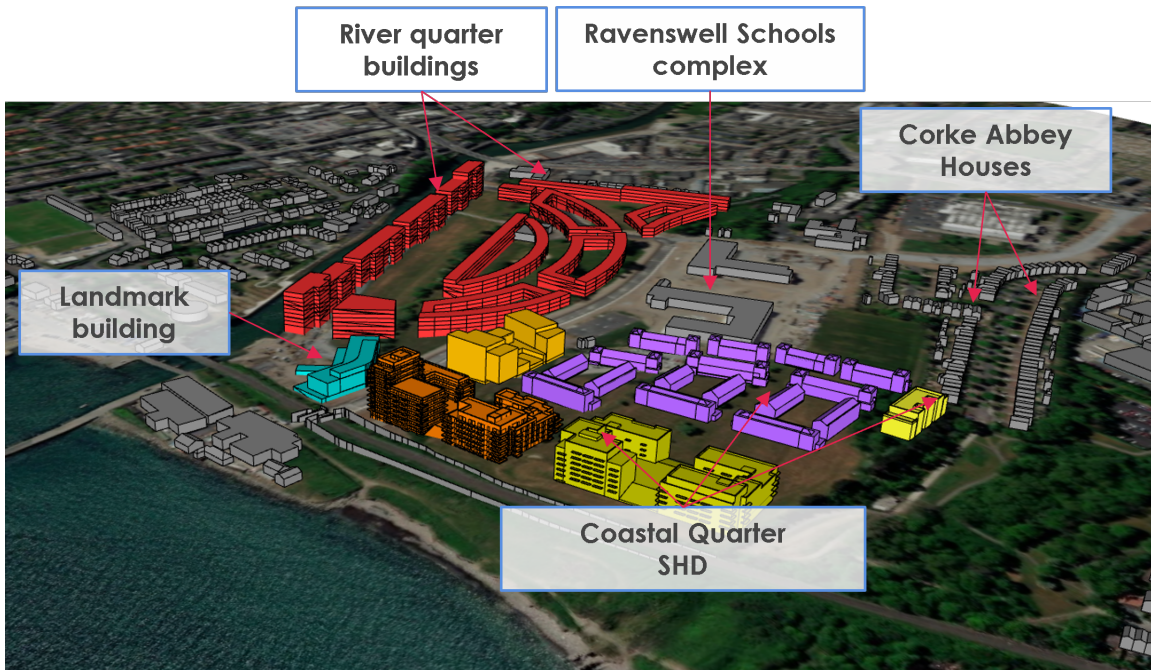 River quarter
buildings
Ravenswell Schools
complex
Corke Abbey
Houses
Landmark
building
Coastal Quarter
SHD